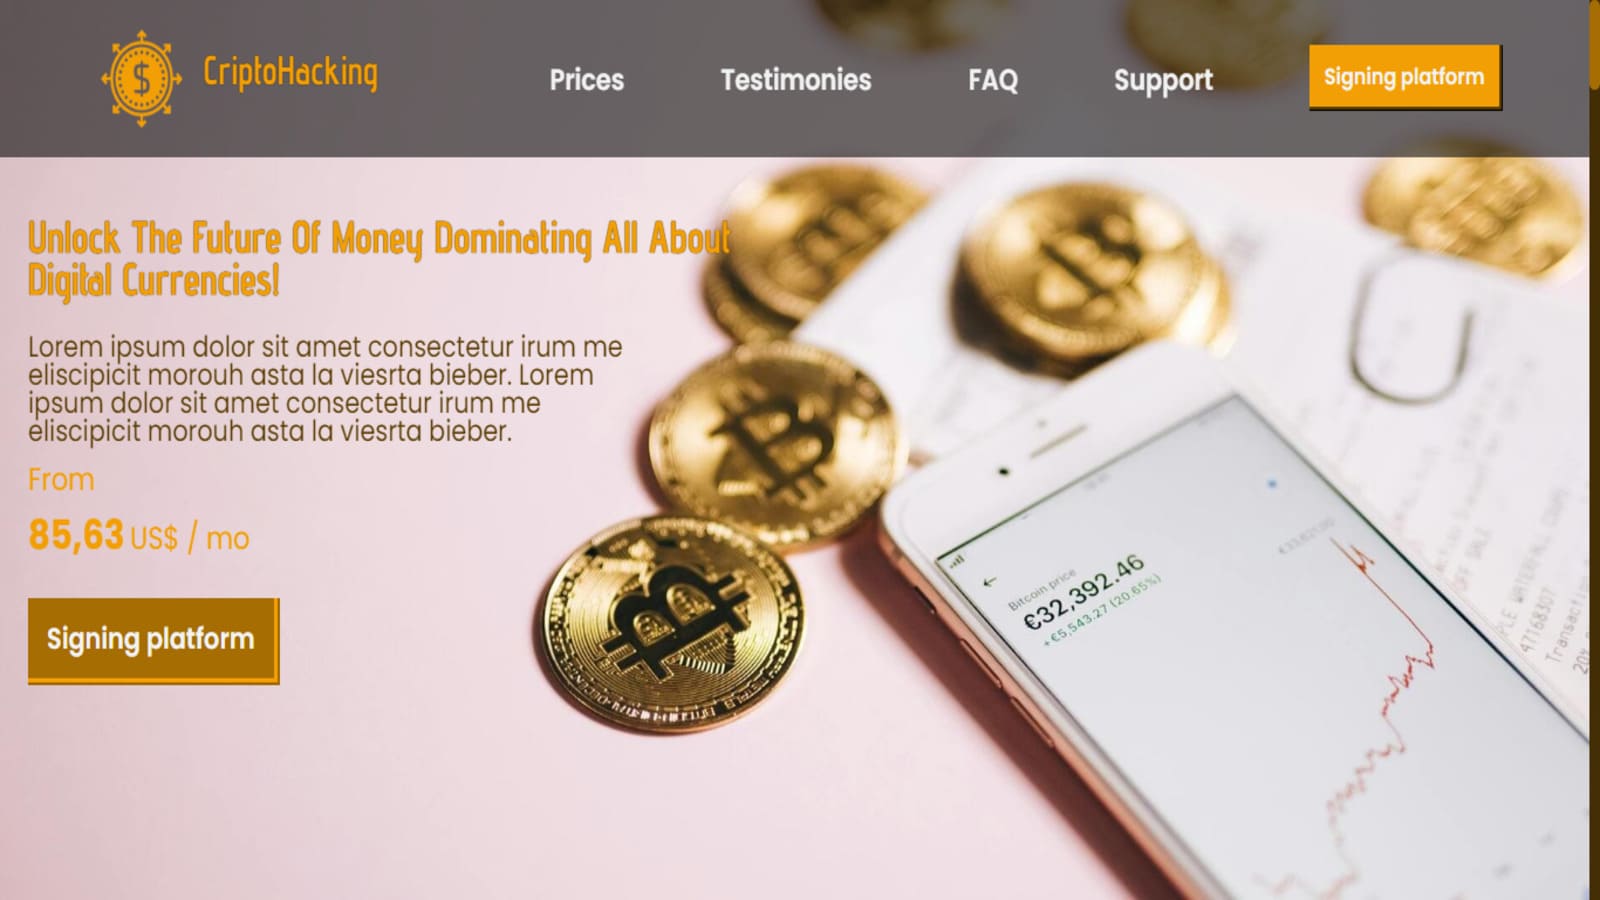 CriptoHacking
Prices
Testimonies
FAQ
Support
Signing platform
Unlock The Future Of Money Dominating All About
Digital Currencies!
Lorem ipsum dolor sit amet consectetur irum me
eliscipicit morouh asta la viesrta bieber. Lorem
ipsum dolor sit amet consectetur irum me
eliscipicit morouh asta la viesrta bieber.
From
85,63 US$ / mo
Signing platform
Bitcoin price
€32,392.46
+€5,543.27 (20.65%)
47168307